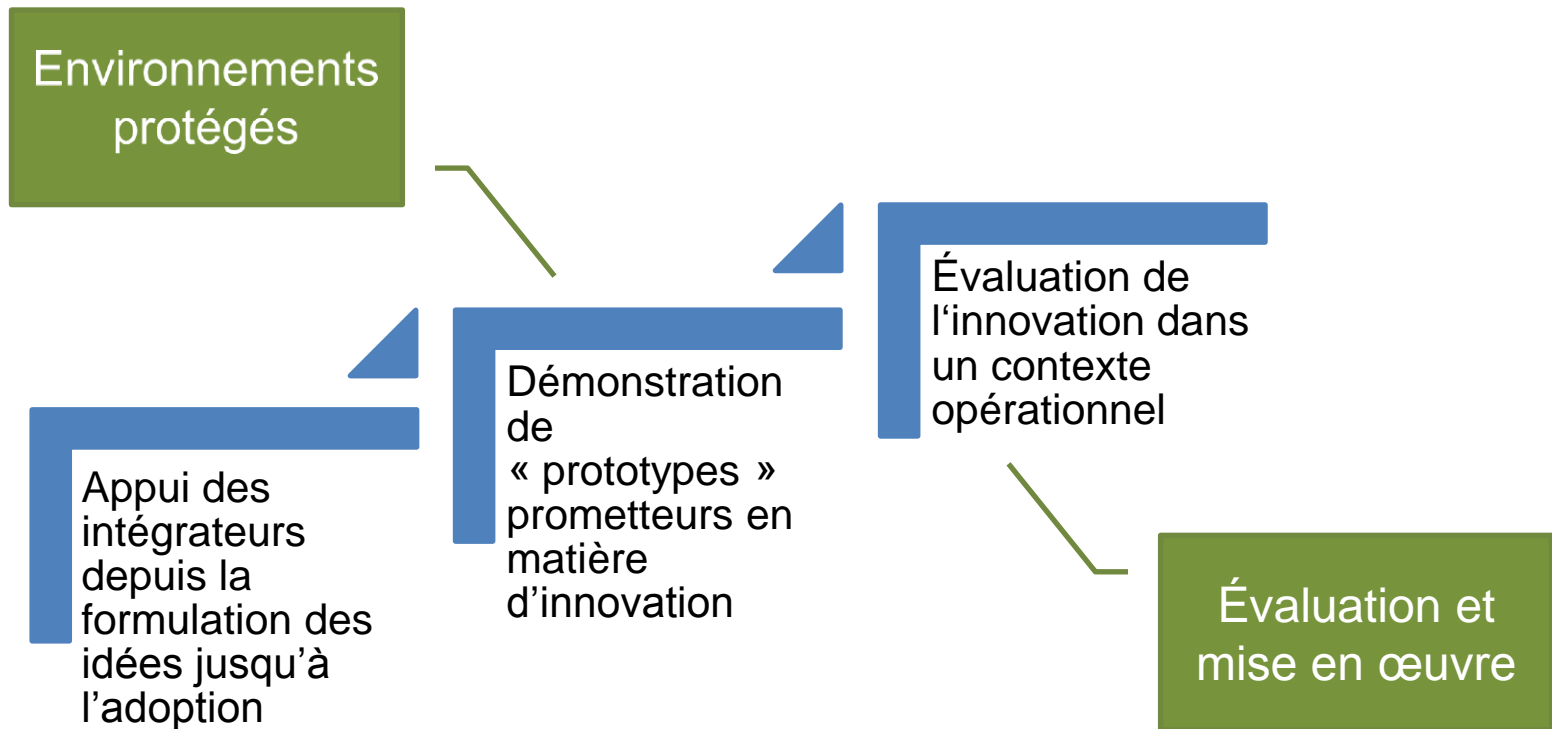 Environnements
protégés
Appui des
intégrateurs
depuis la
formulation des
idées jusqu’à
l’adoption
Démonstration
de
« prototypes »
prometteurs en
matière
d’innovation
Évaluation de
l‘innovation dans
un contexte
opérationnel
Évaluation et
mise en œuvre